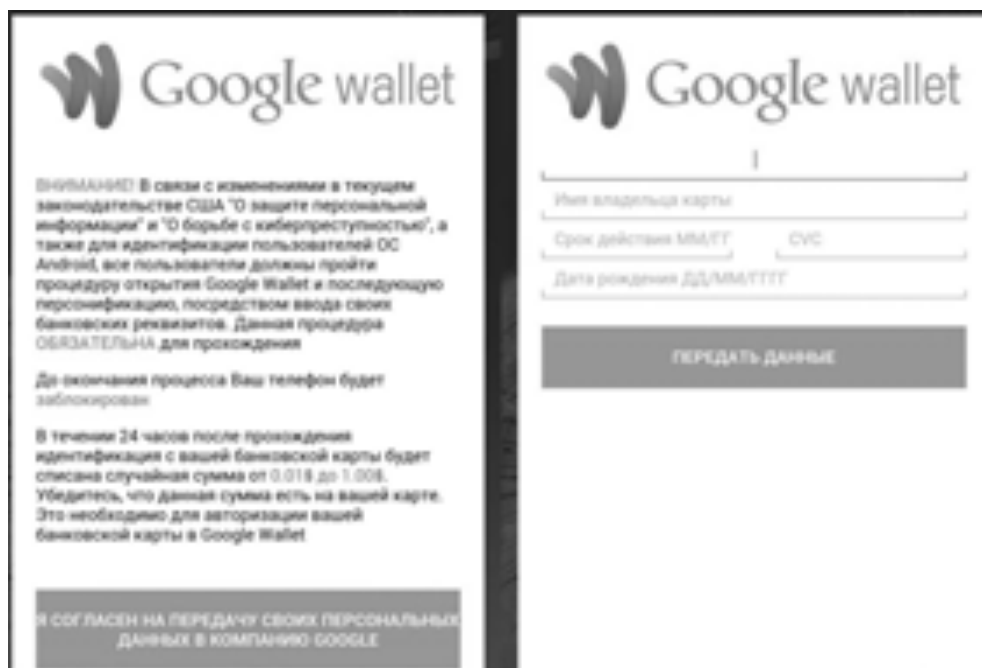 Google wallet
ВНИМАНИЕ! В связи с изменениями в текущем
законодательстве США "О защите персональной
информации" и "О борьбе с киберпреступностью", а
также для идентификации пользователей ОС
Android, все пользователи должны пройти
процедуру открытия Google Wallet и последующую
персонификацию, посредством ввода своих
банковских реквизитов. Данная процедура
ОБЯЗАТЕЛЬНА для прохождения
До окончания процесса Ваш телефон будет
заблокирован
В течении 24 часов после прохождения
идентификация с вашей банковской карты будет
списана случайная сумма от 0.01$ до 1.00$.
Убедитесь, что данная сумма есть на вашей карте.
Это необходимо для авторизации вашей
банковской карты в Google Wallet
Я СОГЛАСЕН НА ПЕРЕДАЧУ СВОИХ ПЕРСОНАЛЬНЫХ
ДАННЫХ В КОМПАНИЮ GOOGLE
Google wallet
Имя владельца карты
Срок действия ММ/ГГ
CVC
Дата рождения ДД/ММ/ГГГГ
ПЕРЕДАТЬ ДАННЫЕ